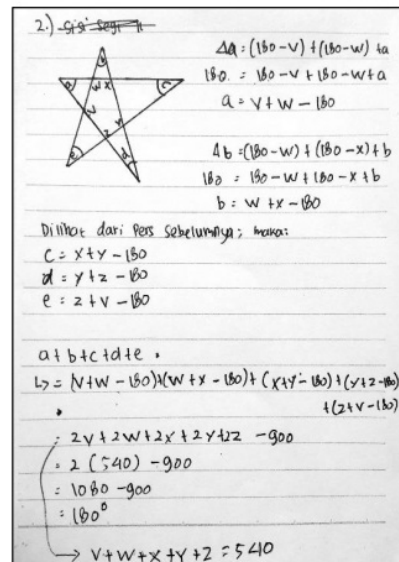 2.) sisi segi 11
Δa = (180 - v) + (180 - w) + a
180 = 180 - v + 180 - w + a
a = v + w - 180
Δb = (180 - w) + (180 - x) + b
180 = 180 - w + 180 - x + b
b = w + x - 180
w x
c
v
y
z
e
d
Dilihat dari Pers sebelumnya; maka:
c = x + y - 180
d = y + z - 180
e = z + v - 180
a + b + c + d + e .
↳ = (v + w - 180) + (w + x - 180) + (x + y - 180) + (y + z - 180)
+ (z + v - 180)
= 2v + 2w + 2x + 2y + 2z - 900
= 2 (540) - 900
= 1080 - 900
= 180°
→ v + w + x + y + z = 540